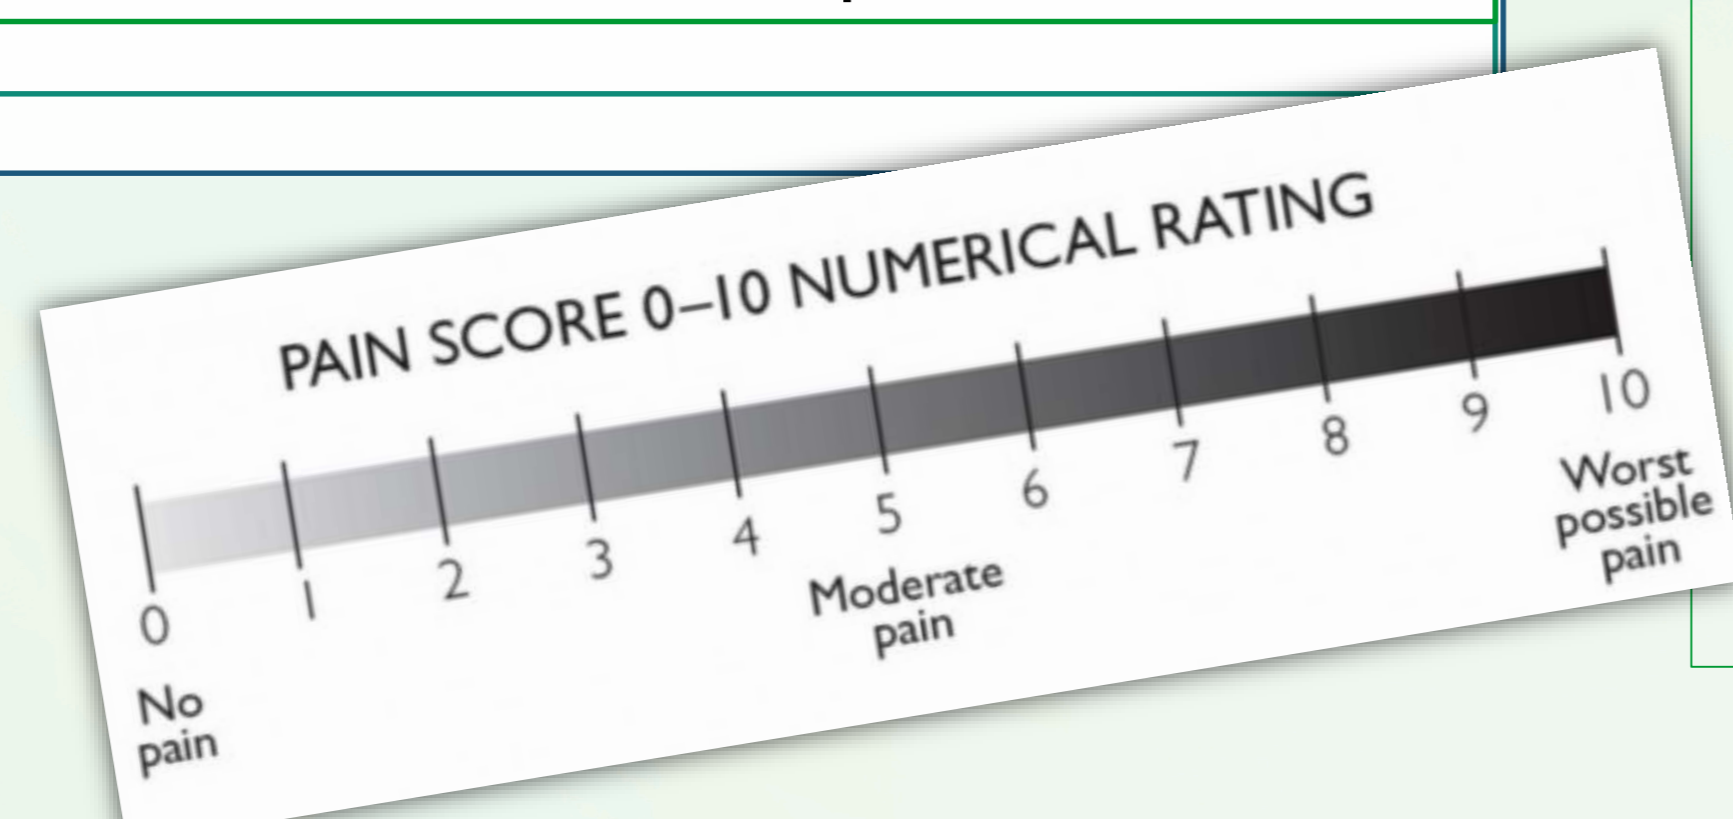 PAIN SCORE 0–10 NUMERICAL RATING
0 1 2 3 4 5 6 7 8 9 10
No
pain
Moderate
pain
Worst
possible
pain